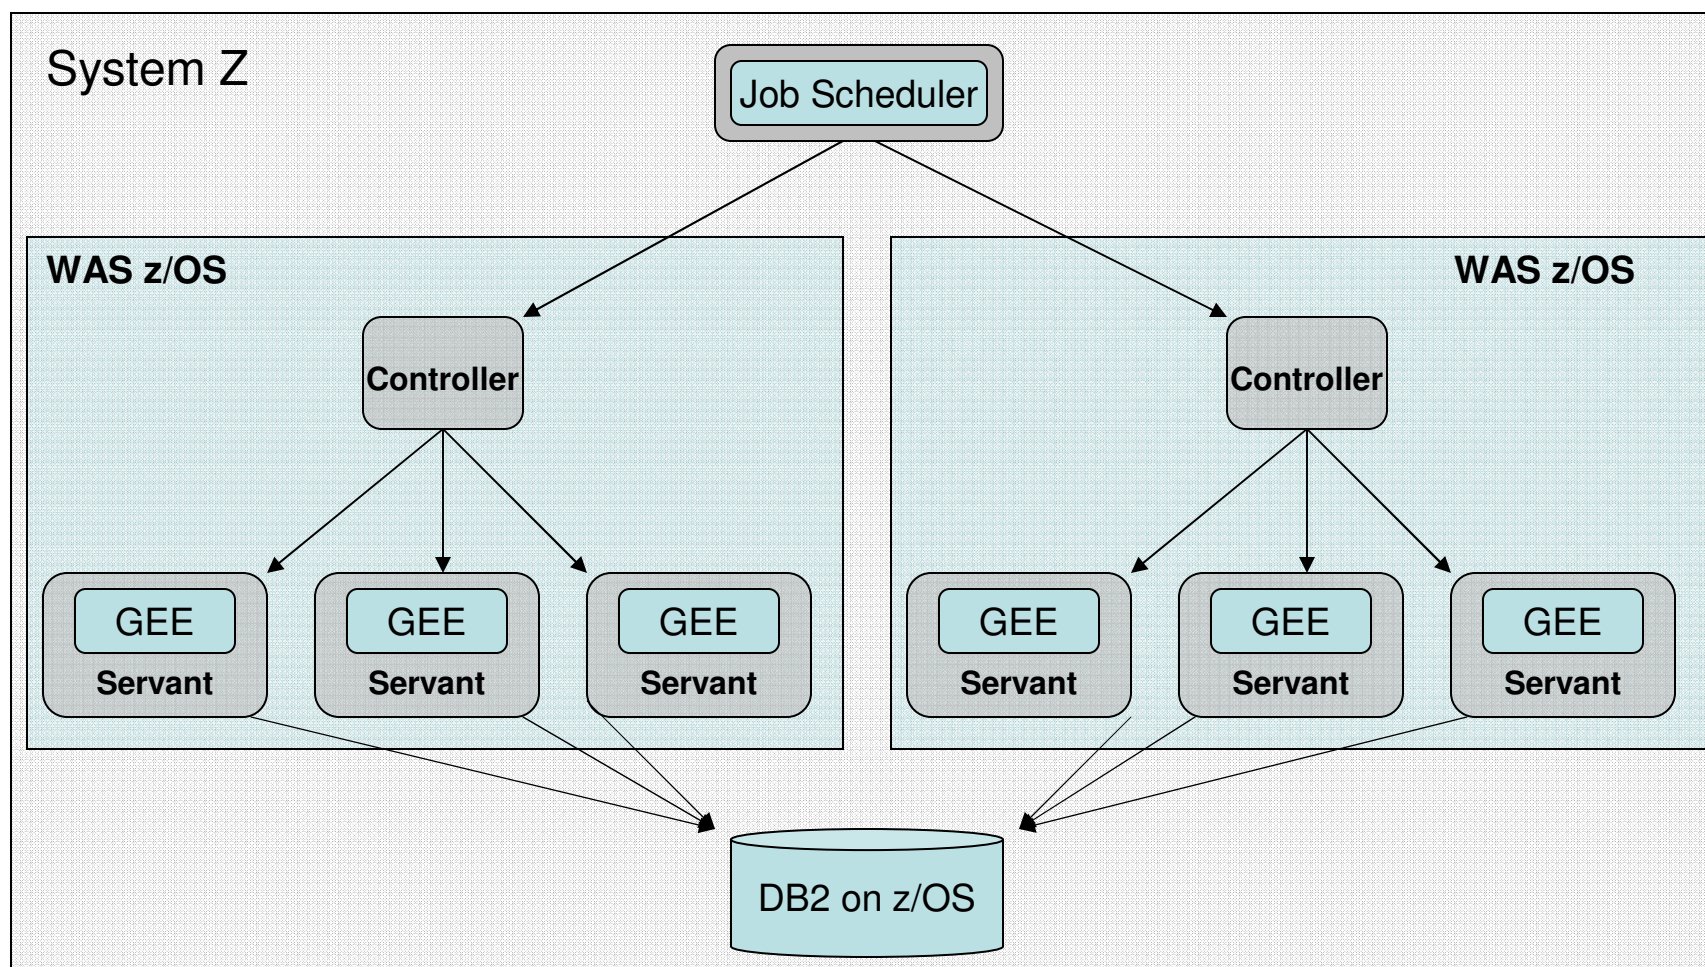 System Z
Job Scheduler
WAS z/OS
WAS z/OS
Controller
Controller
GEE
GEE
GEE
GEE
GEE
GEE
Servant
Servant
Servant
Servant
Servant
Servant
DB2 on z/OS